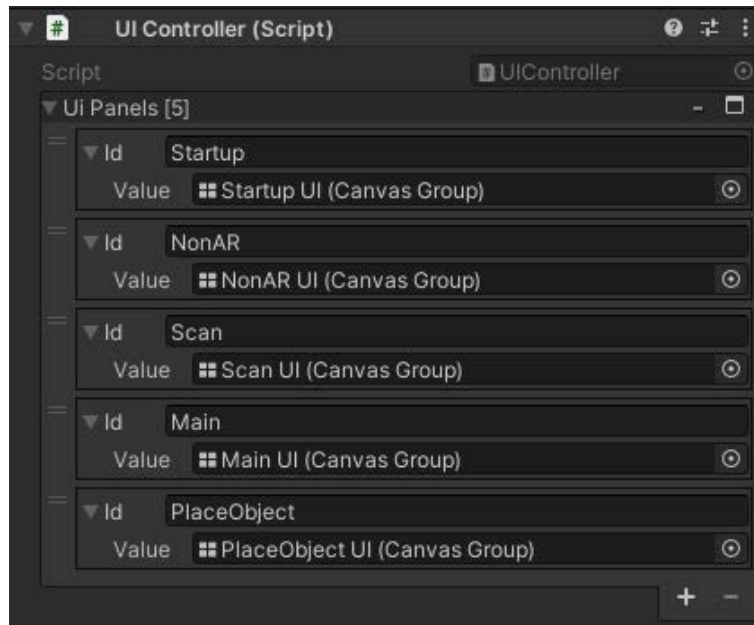 # UI Controller (Script)
Script UIController
Ui Panels [5]
Id Startup
Value Startup UI (Canvas Group)
Id NonAR
Value NonAR UI (Canvas Group)
Id Scan
Value Scan UI (Canvas Group)
Id Main
Value Main UI (Canvas Group)
Id PlaceObject
Value PlaceObject UI (Canvas Group)